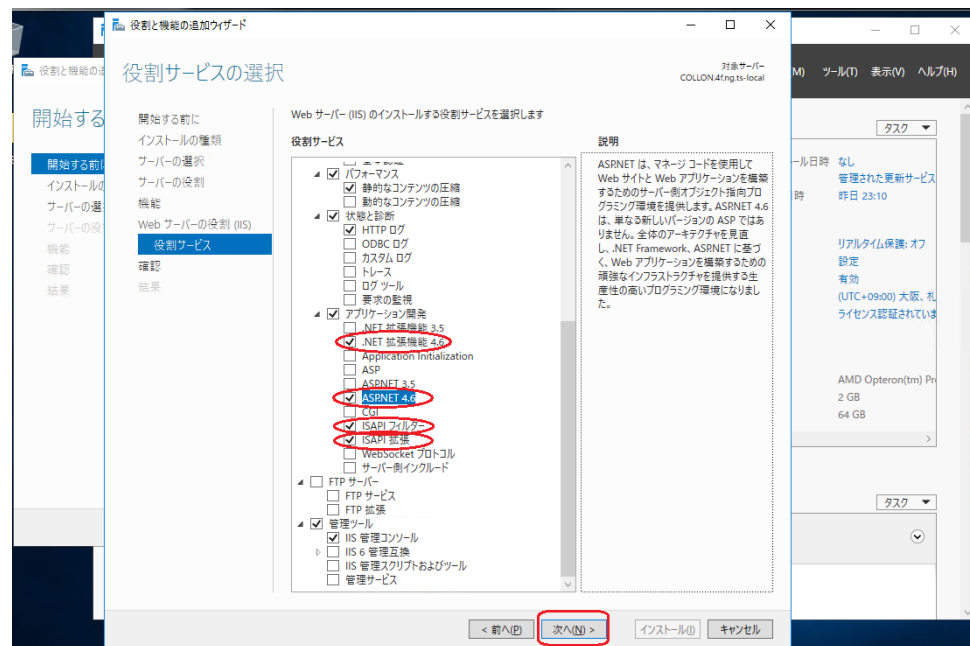 役割と機能の追加ウィザード
役割と機能の追
役割サービスの選択
対象サーバー
COLLON.4f.ng.ts-local
M) ツール(T) 表示(V) ヘルプ(H)
開始する
開始する前に
インストールの
サーバーの選
サーバーの役
機能
確認
結果
開始する前に
インストールの種類
サーバーの選択
サーバーの役割
機能
Web サーバーの役割 (IIS)
役割サービス
確認
結果
Web サーバー (IIS) のインストールする役割サービスを選択します
役割サービス
パフォーマンス
静的なコンテンツの圧縮
動的なコンテンツの圧縮
状態と診断
HTTP ログ
ODBC ログ
カスタム ログ
トレース
ログ ツール
要求の監視
アプリケーション開発
.NET 拡張機能 3.5
.NET 拡張機能 4.6
Application Initialization
ASP
ASP.NET 3.5
ASP.NET 4.6
CGI
ISAPI フィルター
ISAPI 拡張
WebSocket プロトコル
サーバー側インクルード
FTP サーバー
FTP サービス
FTP 拡張
管理ツール
IIS 管理コンソール
IIS 6 管理互換
IIS 管理スクリプトおよびツール
管理サービス
説明
ASP.NET は、マネージ コードを使用して
Web サイトと Web アプリケーションを構築
するためのサーバー側オブジェクト指向プロ
グラミング環境を提供します。ASP.NET 4.6
は、単なる新しいバージョンの ASP ではあ
りません。全体のアーキテクチャを見直
し、.NET Framework、ASP.NET に基づ
く、Web アプリケーションを構築するための
頑強なインフラストラクチャを提供する生
産性の高いプログラミング環境になりまし
た。
< 前へ(P)
次へ(N) >
インストール(I)
キャンセル
タスク
ール日時 なし
管理された更新サービス
時 昨日 23:10
リアルタイム保護: オフ
設定
有効
(UTC+09:00) 大阪、札
ライセンス認証されていま
AMD Opteron(tm) Pr
2 GB
64 GB
タスク